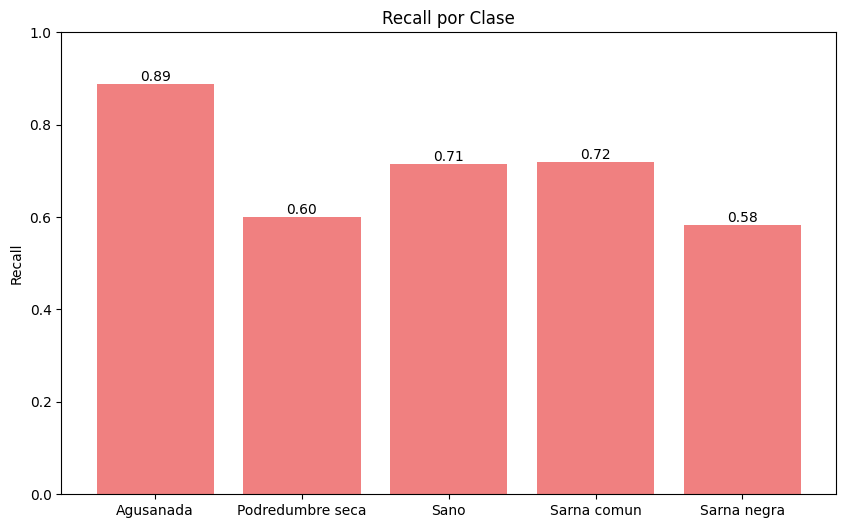 Recall por Clase
Recall
1.0
0.8
0.6
0.4
0.2
0.0
0.89
0.60
0.71
0.72
0.58
Agusanada
Podredumbre seca
Sano
Sarna comun
Sarna negra